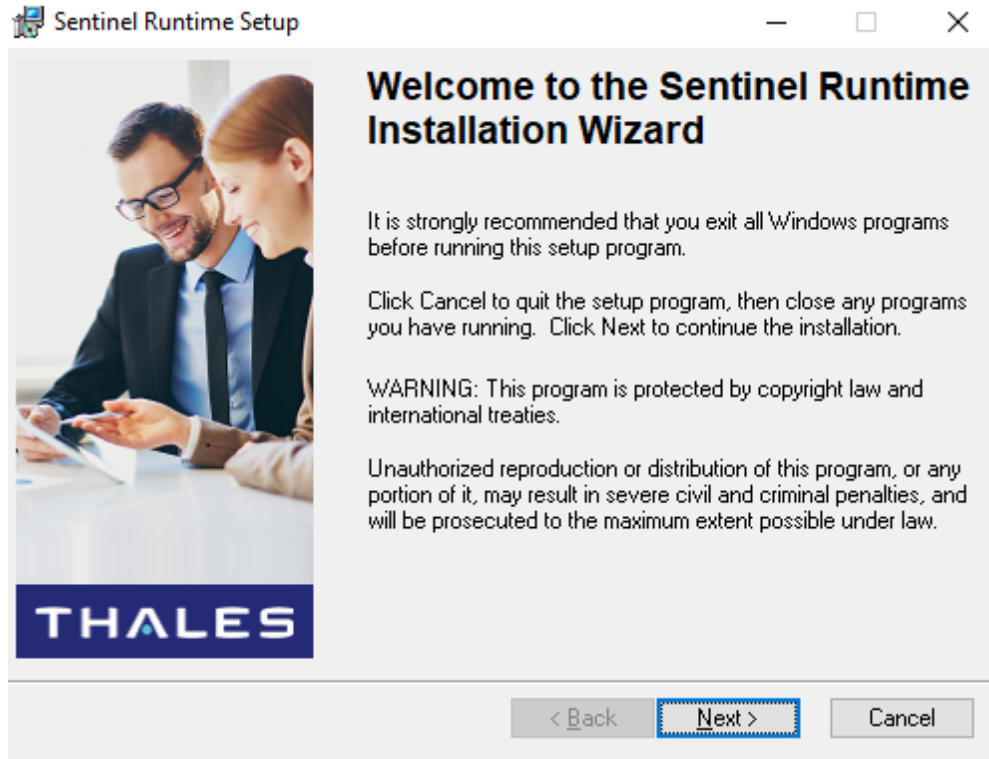 Sentinel Runtime Setup
Welcome to the Sentinel Runtime
Installation Wizard
It is strongly recommended that you exit all Windows programs
before running this setup program.
Click Cancel to quit the setup program, then close any programs
you have running.  Click Next to continue the installation.
WARNING: This program is protected by copyright law and
international treaties.
Unauthorized reproduction or distribution of this program, or any
portion of it, may result in severe civil and criminal penalties, and
will be prosecuted to the maximum extent possible under law.
THALES
< Back
Next >
Cancel